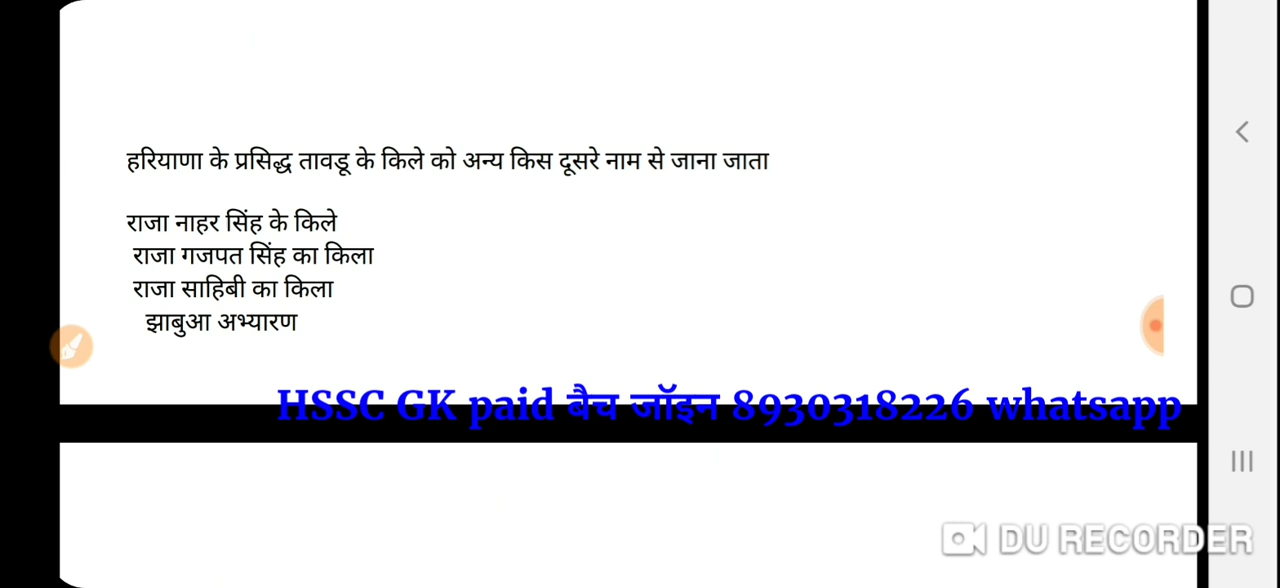 हरियाणा के प्रसिद्ध तावडू के किले को अन्य किस दूसरे नाम से जाना जाता
राजा नाहर सिंह के किले
राजा गजपत सिंह का किला
राजा साहिबी का किला
झाबुआ अभ्यारण
HSSC GK paid बैच जॉइन 8930318226 whatsapp
DU RECORDER